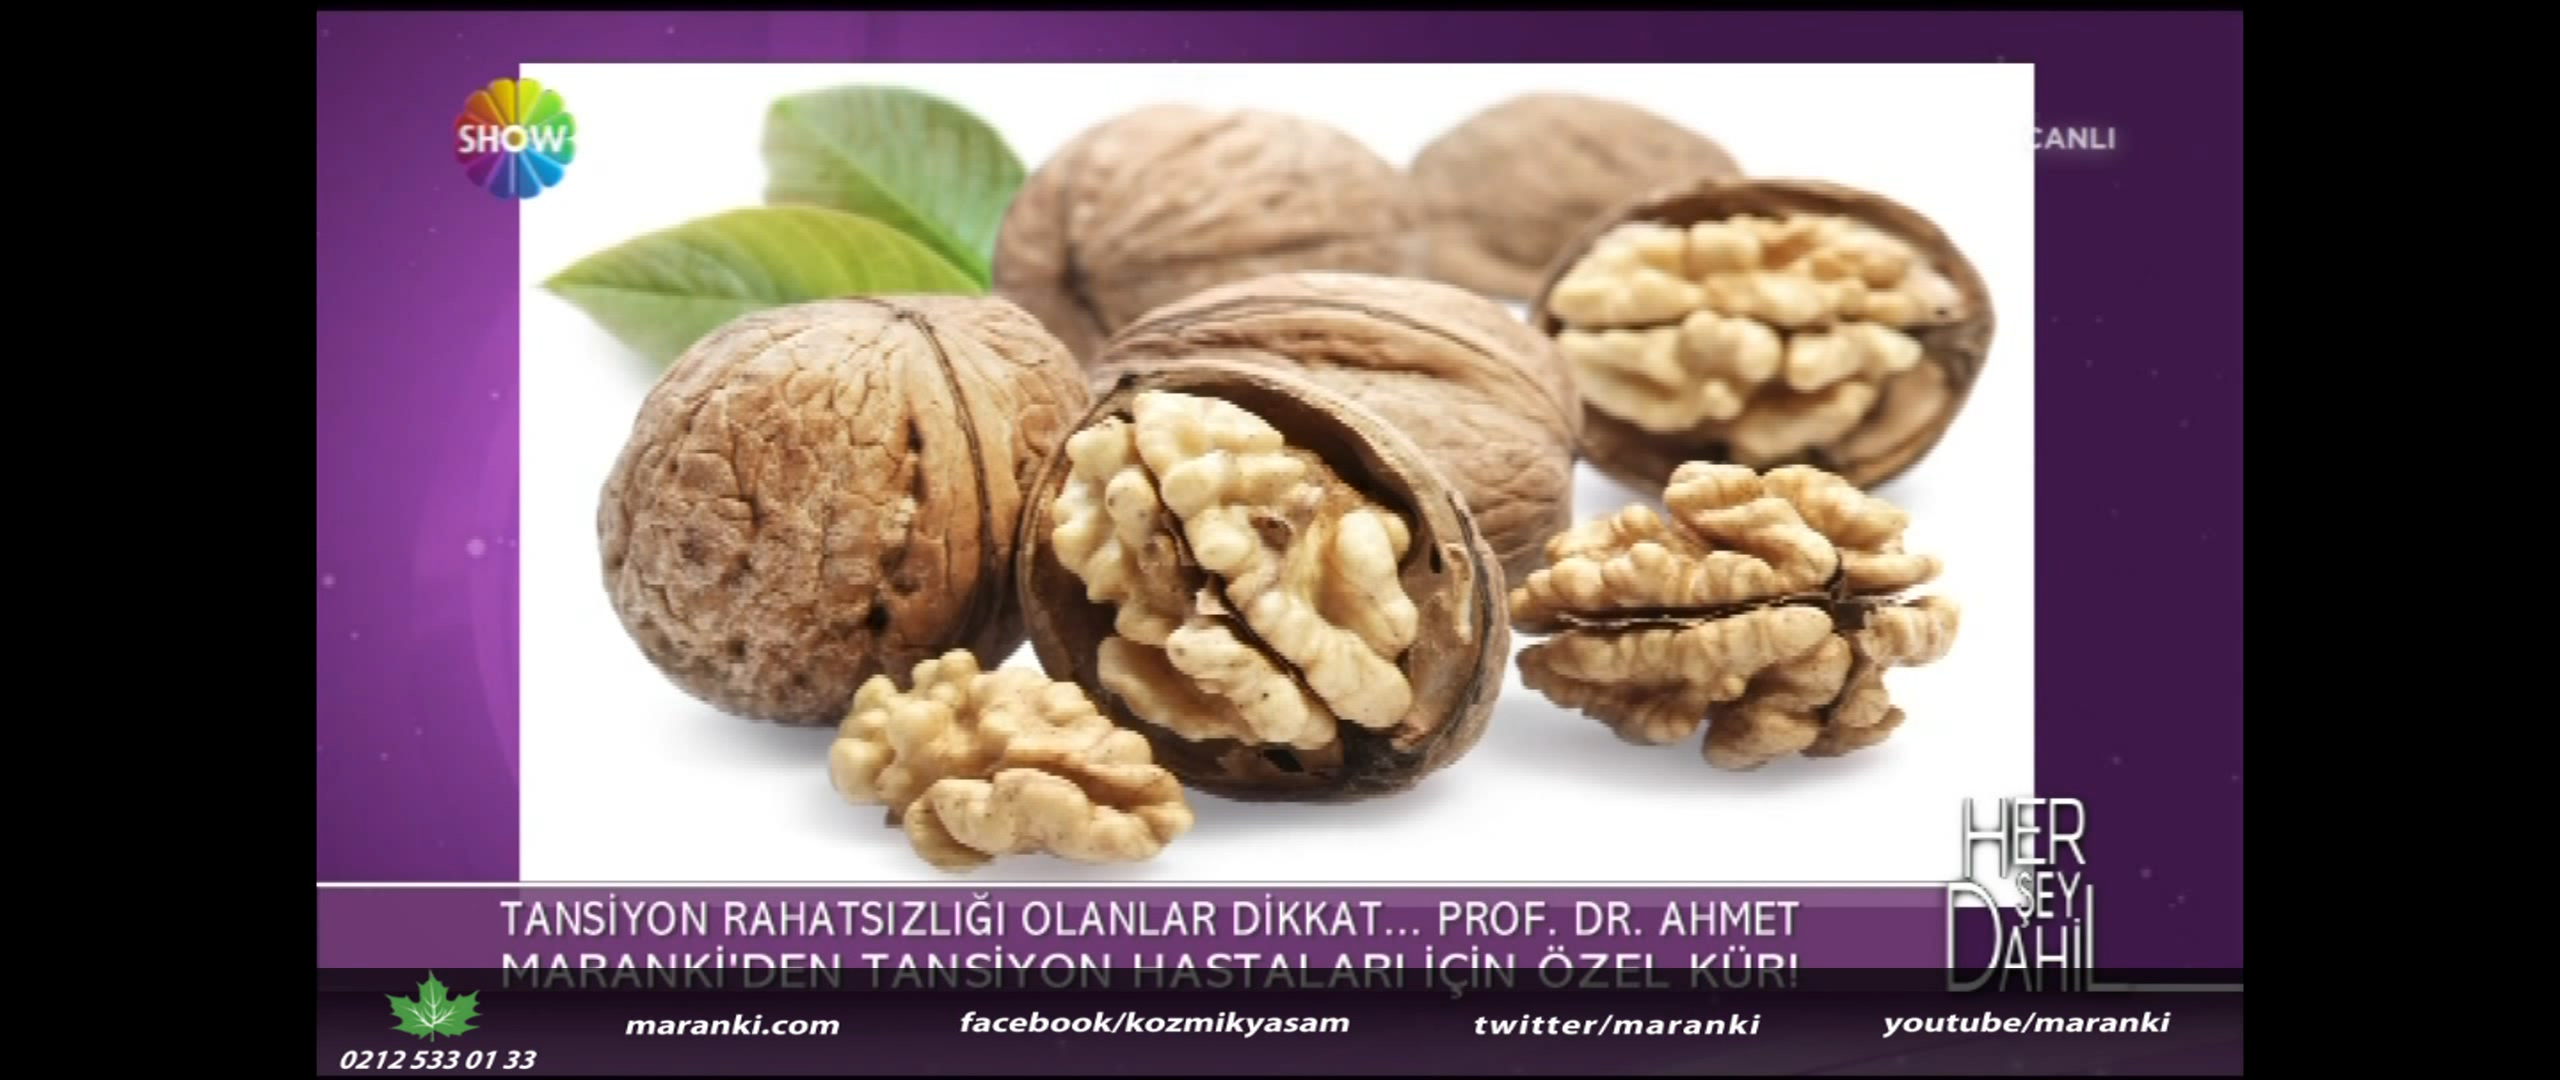 SHOW
CANLI
HER
ŞEY
DAHİL
TANSİYON RAHATSIZLIĞI OLANLAR DİKKAT... PROF. DR. AHMET
MARANKİ'DEN TANSİYON HASTALARI İÇİN ÖZEL KÜR!
maranki.com
facebook/kozmikyasam
twitter/maranki
youtube/maranki
0212 533 01 33